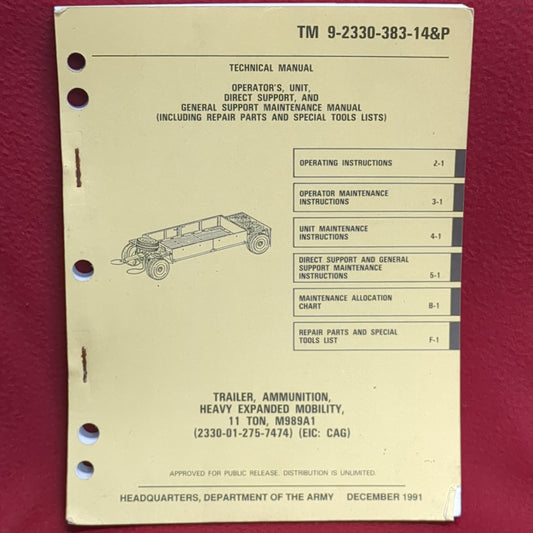 TM 9-2330-383-14&P
TECHNICAL MANUAL
OPERATOR'S, UNIT,
DIRECT SUPPORT, AND
GENERAL SUPPORT MAINTENANCE MANUAL
(INCLUDING REPAIR PARTS AND SPECIAL TOOLS LISTS)
OPERATING INSTRUCTIONS 2-1
OPERATOR MAINTENANCE
INSTRUCTIONS 3-1
UNIT MAINTENANCE
INSTRUCTIONS 4-1
DIRECT SUPPORT AND GENERAL
SUPPORT MAINTENANCE
INSTRUCTIONS 5-1
MAINTENANCE ALLOCATION
CHART B-1
REPAIR PARTS AND SPECIAL
TOOLS LIST F-1
TRAILER, AMMUNITION,
HEAVY EXPANDED MOBILITY,
11 TON, M989A1
(2330-01-275-7474) (EIC: CAG)
APPROVED FOR PUBLIC RELEASE. DISTRIBUTION IS UNLIMITED.
HEADQUARTERS, DEPARTMENT OF THE ARMY DECEMBER 1991